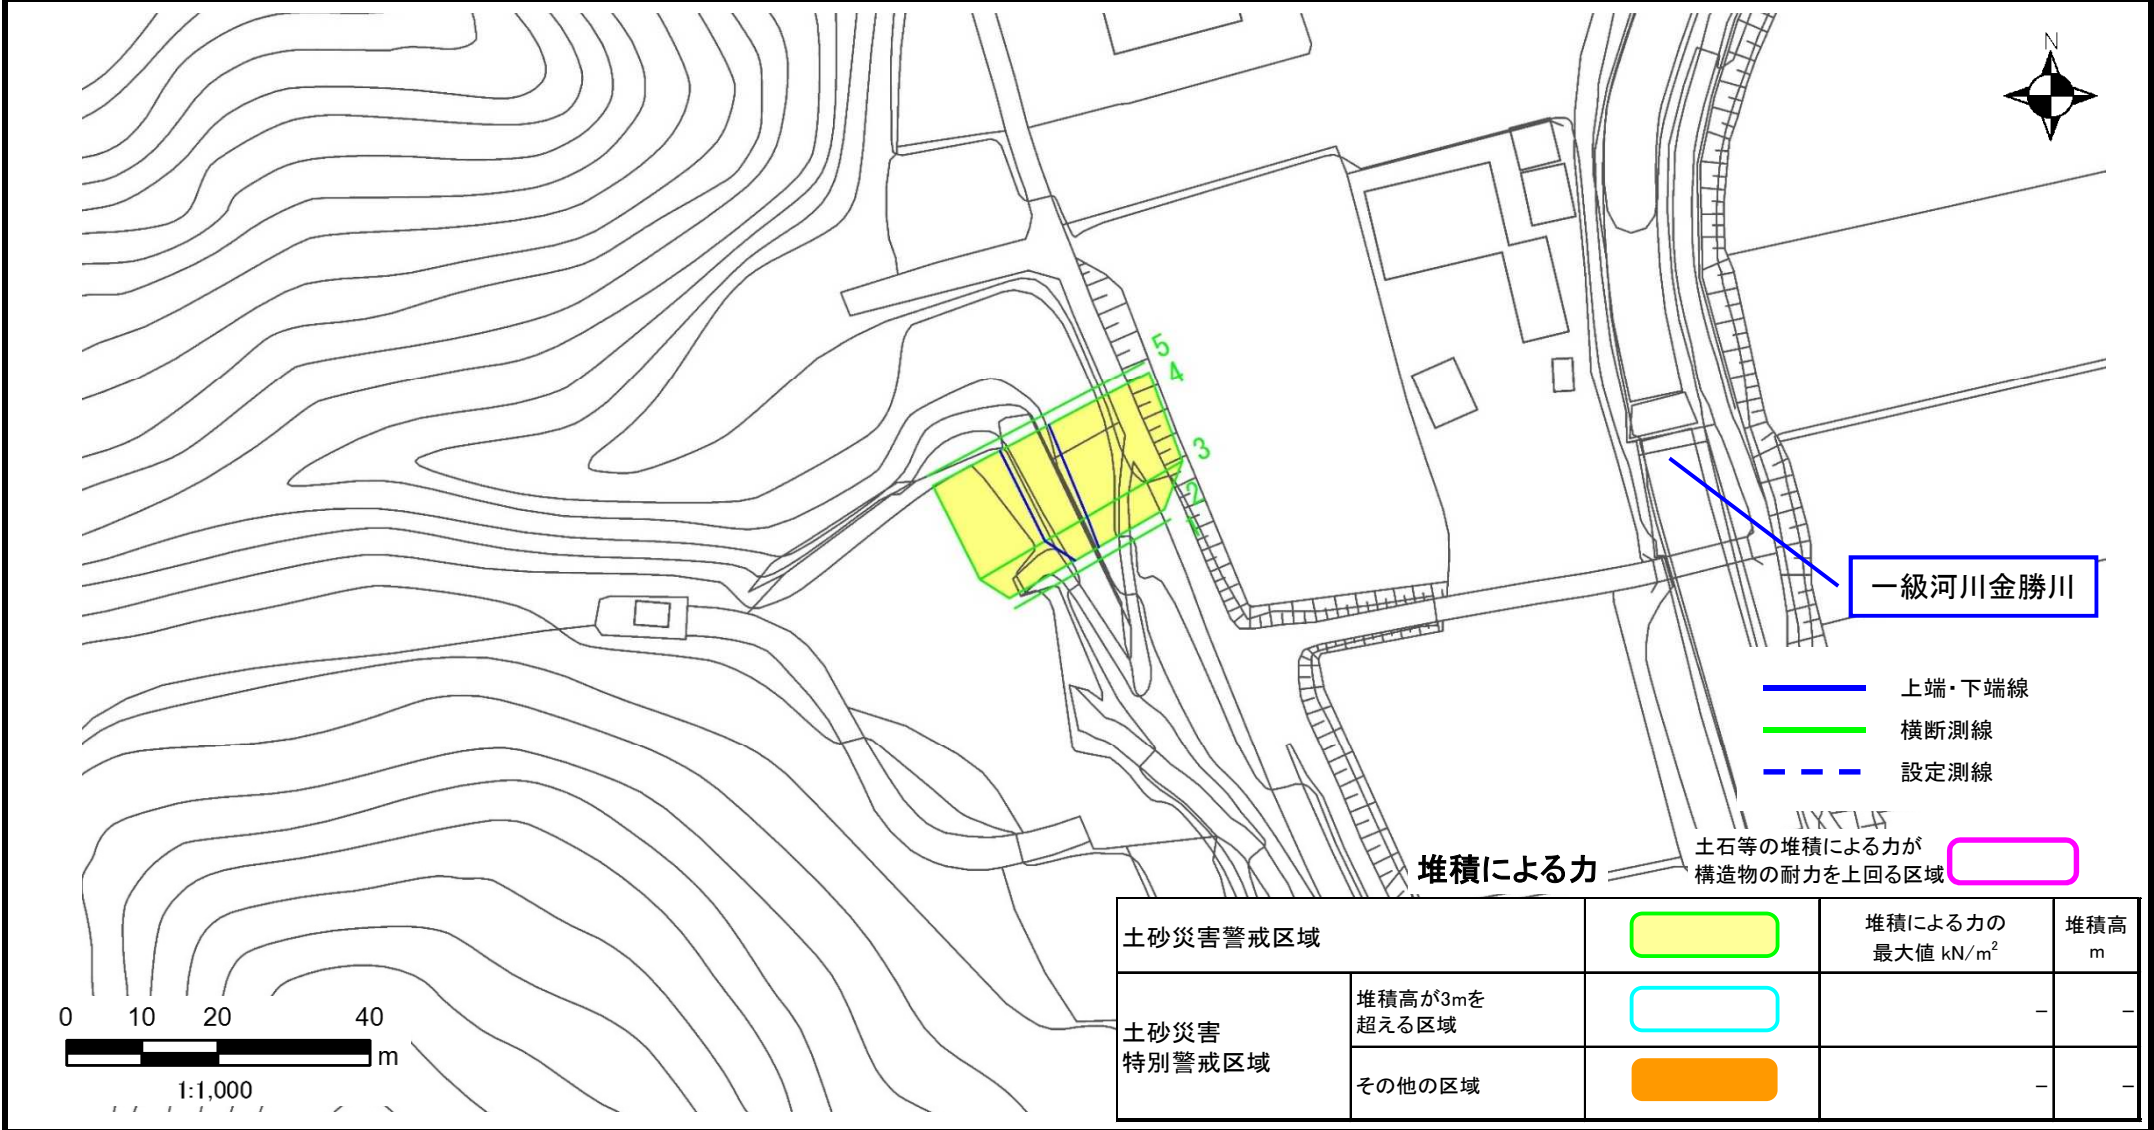 N
5
4
3
2
1
一級河川金勝川
上端・下端線
横断測線
設定測線
堆積による力
土石等の堆積による力が
構造物の耐力を上回る区域
土砂災害警戒区域
堆積による力の
最大値 kN/m²
堆積高
m
土砂災害
特別警戒区域
堆積高が3mを
超える区域
－ －
その他の区域
－ －
0 10 20 40
m
1:1,000